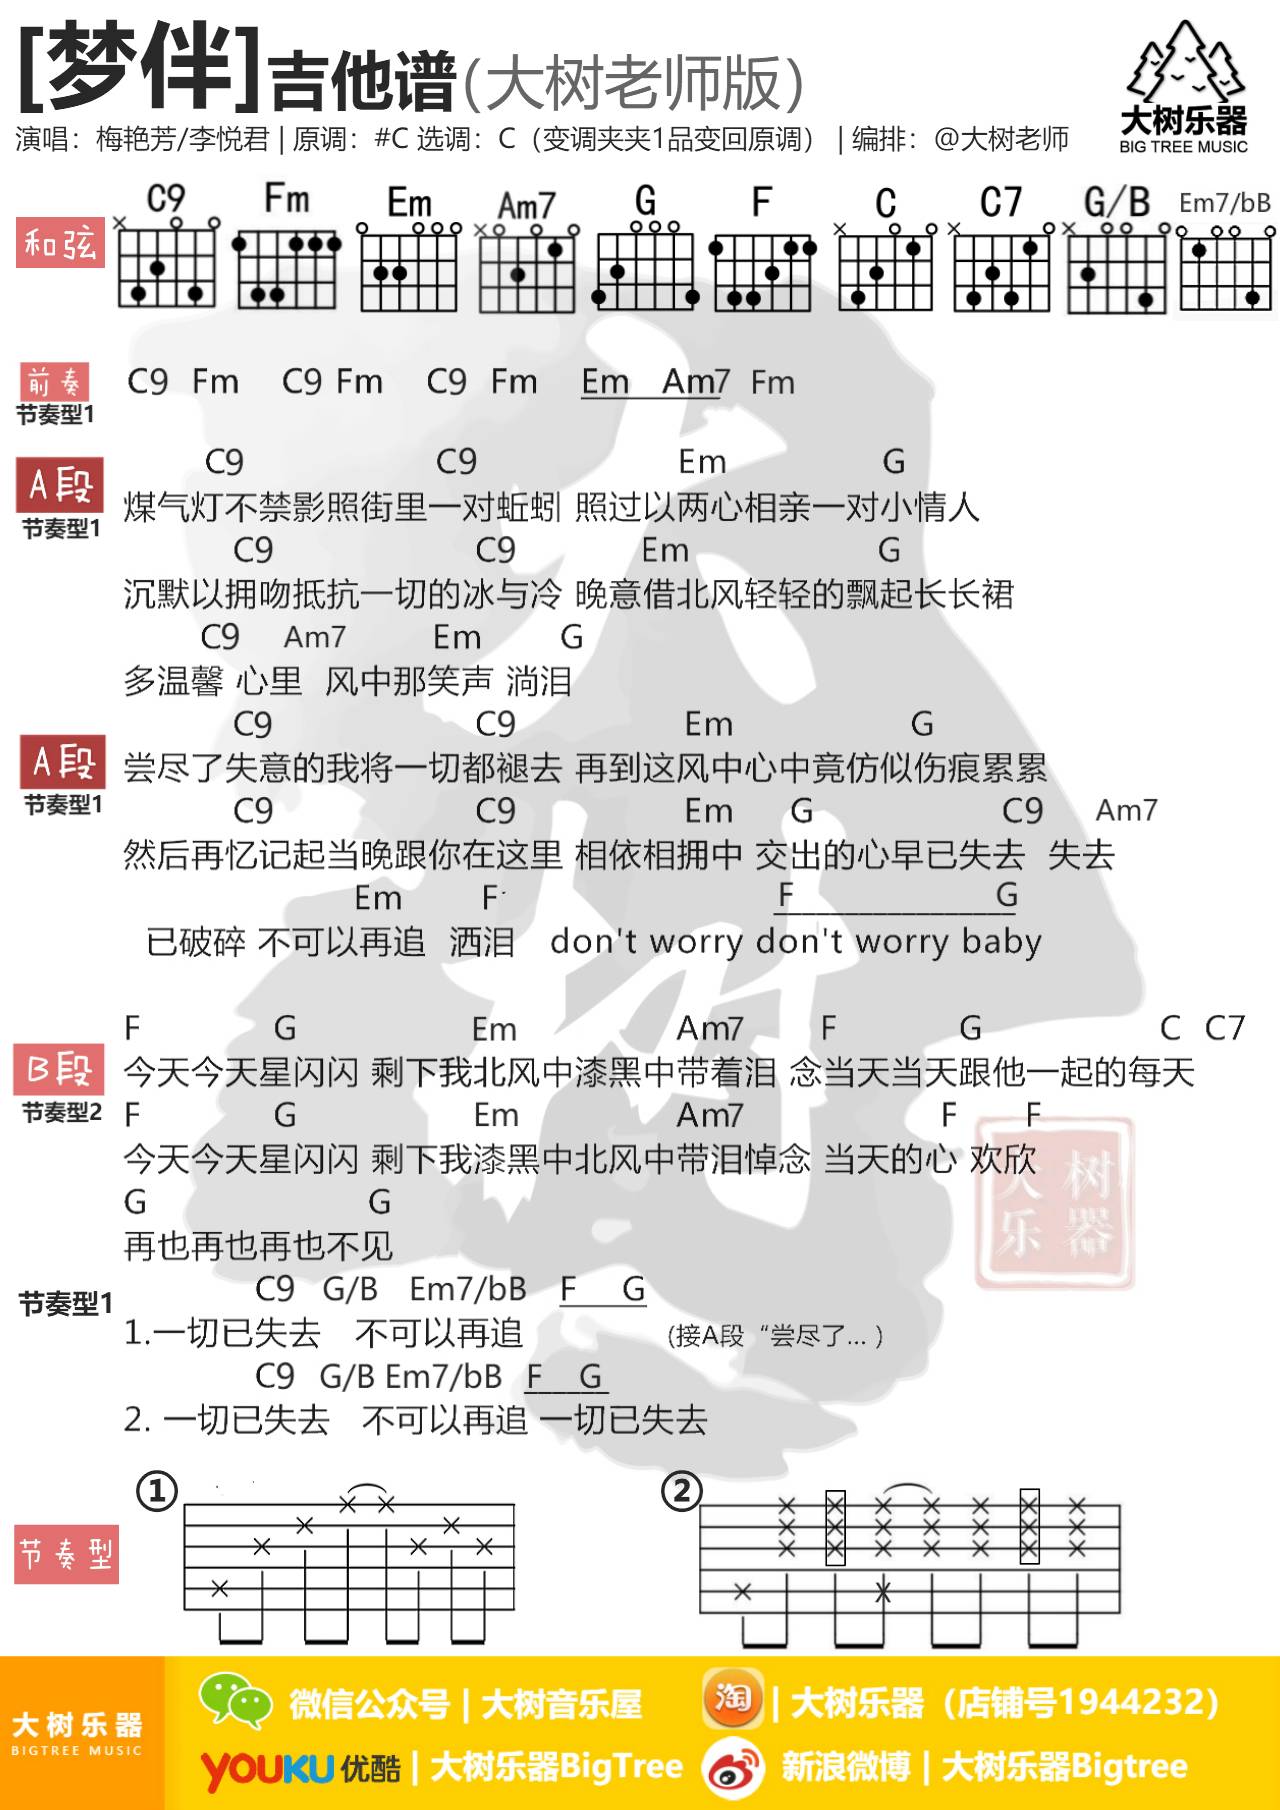 [梦伴]吉他谱(大树老师版)
大树乐器
BIG TREE MUSIC
演唱：梅艳芳/李悦君 | 原调：#C 选调：C（变调夹夹1品变回原调） | 编排：@大树老师
和弦
C9 Fm Em Am7 G F C C7 G/B Em7/bB
前奏
C9 Fm C9 Fm C9 Fm Em Am7 Fm
节奏型1
C9 C9 Em G
A段
煤气灯不禁影照街里一对蚯蚓 照过以两心相亲一对小情人
节奏型1
C9 C9 Em G
沉默以拥吻抵抗一切的冰与冷 晚意借北风轻轻的飘起长长裙
C9 Am7 Em G
多温馨 心里 风中那笑声 淌泪
C9 C9 Em G
A段
尝尽了失意的我将一切都褪去 再到这风中心中竟仿似伤痕累累
节奏型1
C9 C9 Em G C9 Am7
然后再忆记起当晚跟你在这里 相依相拥中 交出的心早已失去 失去
Em F F G
已破碎 不可以再追 洒泪 don't worry don't worry baby
F G Em Am7 F G C C7
B段
今天今天星闪闪 剩下我北风中漆黑中带着泪 念当天当天跟他一起的每天
节奏型2
F G Em Am7 F F
今天今天星闪闪 剩下我漆黑中北风中带泪悼念 当天的心 欢欣
G G
再也再也再也不见
C9 G/B Em7/bB F G
节奏型1
1.一切已失去 不可以再追 (接A段“尝尽了... )
C9 G/B Em7/bB F G
2. 一切已失去 不可以再追 一切已失去
大树
大树
乐器
① ②
节奏型
大树乐器
BIGTREE MUSIC
微信公众号 | 大树音乐屋
淘 | 大树乐器（店铺号1944232）
YOUKU 优酷 | 大树乐器BigTree
新浪微博 | 大树乐器Bigtree